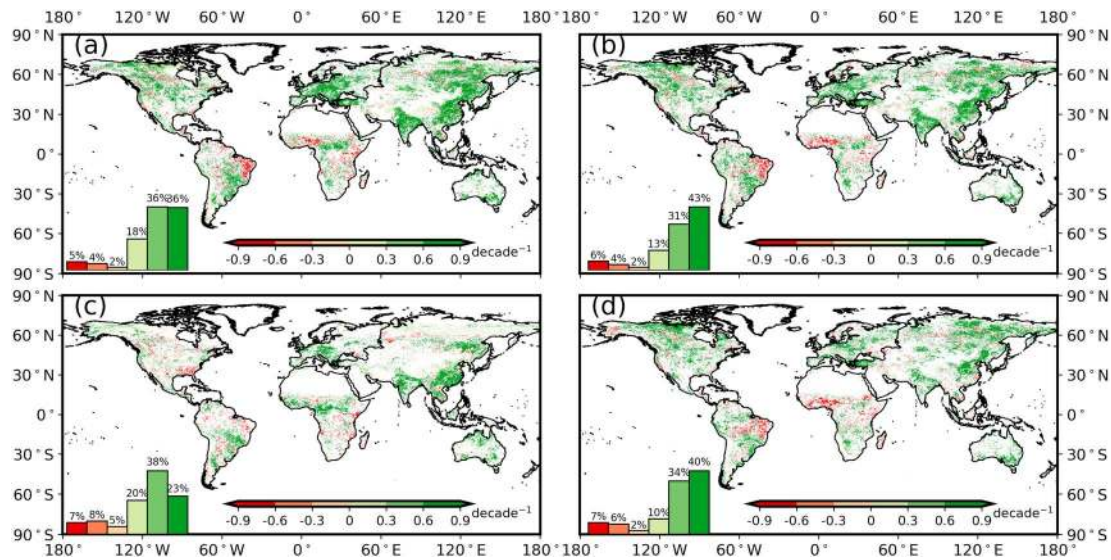 180° 120° W 60° W 0° 60° E 120° E 180° 120° W 60° W 0° 60° E 120° E 180°
90° N (a) (b) 90° N
60° N 60° N
30° N 30° N
0° 0°
30° S 36% 36% 43% 30° S
18% 31%
60° S 13% 60° S
5% 4% 2% 6% 4% 2%
decade⁻¹ decade⁻¹
-0.9 -0.6 -0.3 0 0.3 0.6 0.9 -0.9 -0.6 -0.3 0 0.3 0.6 0.9
90° S 90° S
90° N (c) (d) 90° N
60° N 60° N
30° N 30° N
0° 0°
30° S 38% 40% 30° S
23% 34%
60° S 20% 60° S
7% 8% 5% 7% 6% 2% 10%
decade⁻¹ decade⁻¹
-0.9 -0.6 -0.3 0 0.3 0.6 0.9 -0.9 -0.6 -0.3 0 0.3 0.6 0.9
90° S 90° S
180° 120° W 60° W 0° 60° E 120° E 180° 120° W 60° W 0° 60° E 120° E 180°